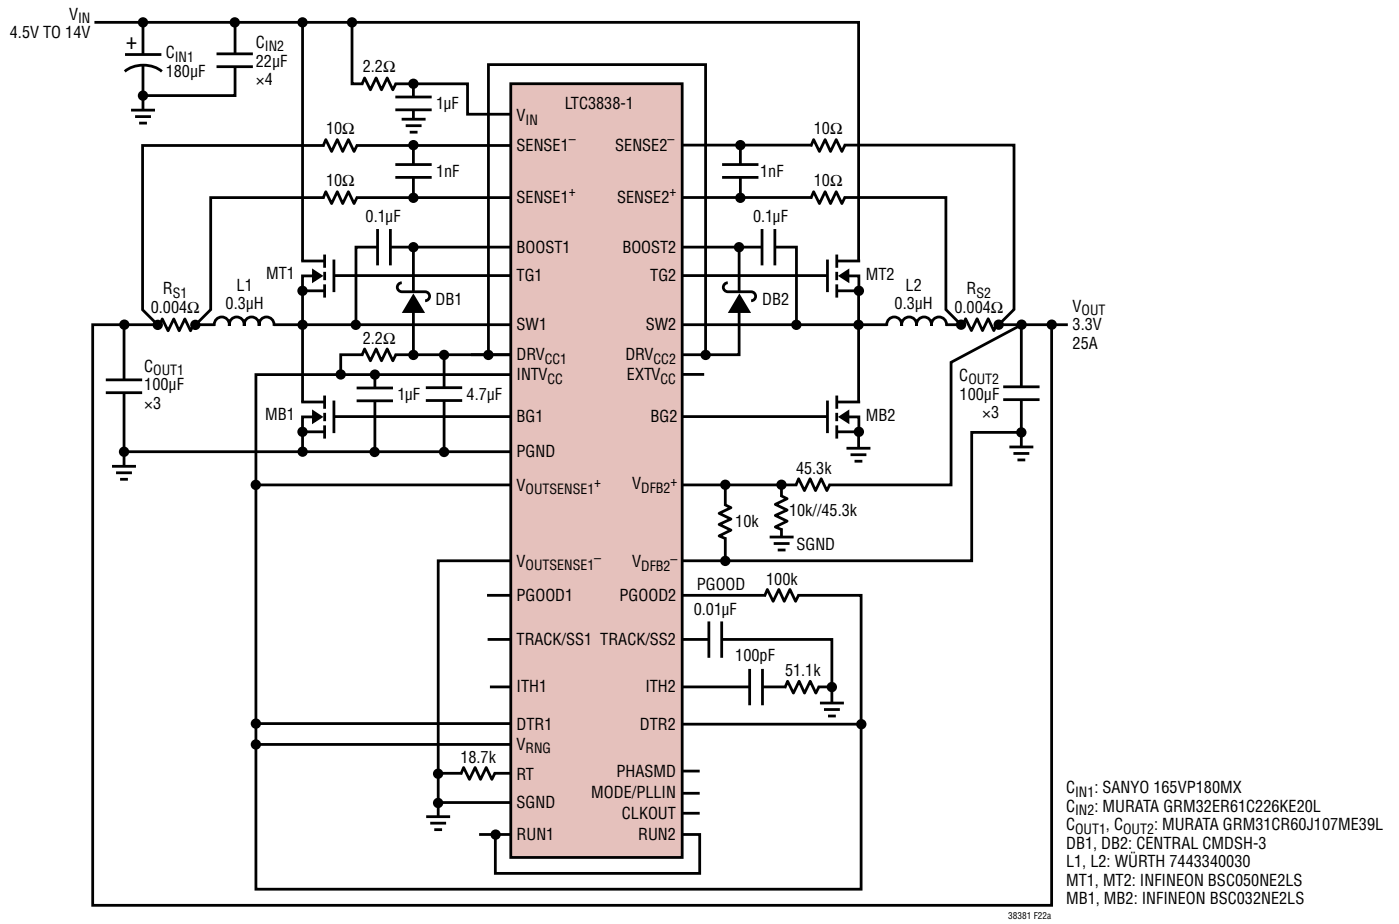 VIN
4.5V TO 14V
+
CIN1
180µF
CIN2
22µF
×4
2.2Ω
1µF
LTC3838-1
VIN
10Ω
SENSE1–
SENSE2–
10Ω
1nF
1nF
10Ω
SENSE1+
SENSE2+
10Ω
0.1µF
0.1µF
BOOST1
BOOST2
MT1
TG1
TG2
MT2
DB1
DB2
RS1
0.004Ω
L1
0.3µH
SW1
SW2
L2
0.3µH
RS2
0.004Ω
VOUT
3.3V
25A
2.2Ω
DRVCC1
DRVCC2
INTVCC
EXTVCC
COUT1
100µF
×3
1µF
4.7µF
COUT2
100µF
×3
MB1
BG1
BG2
MB2
PGND
45.3k
VOUTSENSE1+
VDFB2+
10k
10k//45.3k
SGND
VOUTSENSE1–
VDFB2–
PGOOD1
PGOOD2
PGOOD
100k
0.01µF
TRACK/SS1
TRACK/SS2
100pF
51.1k
ITH1
ITH2
DTR1
DTR2
VRNG
18.7k
RT
PHASMD
MODE/PLLIN
SGND
CLKOUT
RUN1
RUN2
CIN1: SANYO 165VP180MX
CIN2: MURATA GRM32ER61C226KE20L
COUT1, COUT2: MURATA GRM31CR60J107ME39L
DB1, DB2: CENTRAL CMDSH-3
L1, L2: WÜRTH 7443340030
MT1, MT2: INFINEON BSC050NE2LS
MB1, MB2: INFINEON BSC032NE2LS
38381 F22a